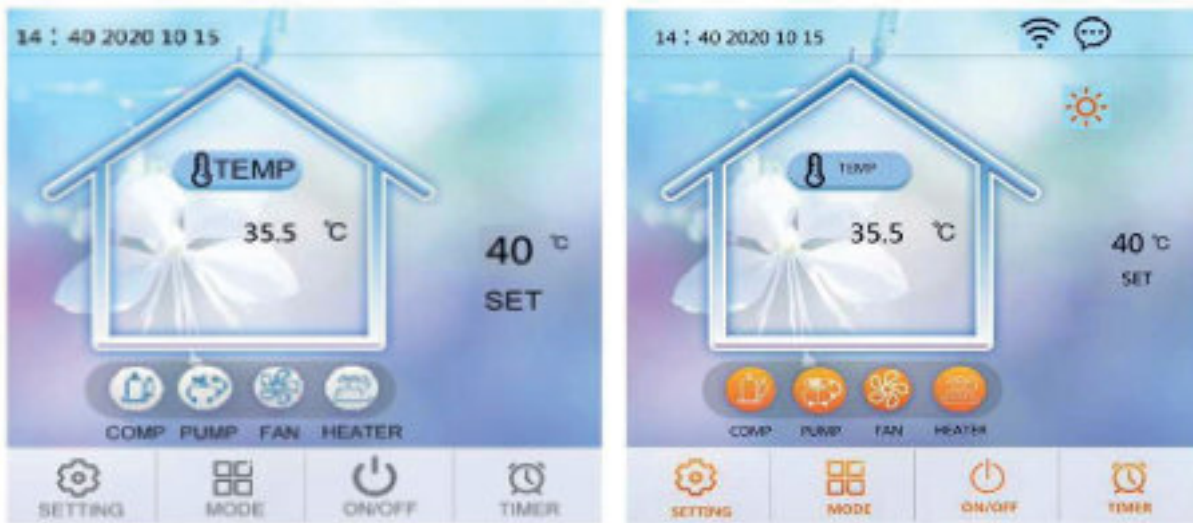 14 : 40 2020 10 15
TEMP
35.5 ℃
40 ℃
SET
COMP PUMP FAN HEATER
SETTING MODE ON/OFF TIMER
14 : 40 2020 10 15
TEMP
35.5 ℃
40 ℃
SET
COMP PUMP FAN HEATER
SETTING MODE ON/OFF TIMER